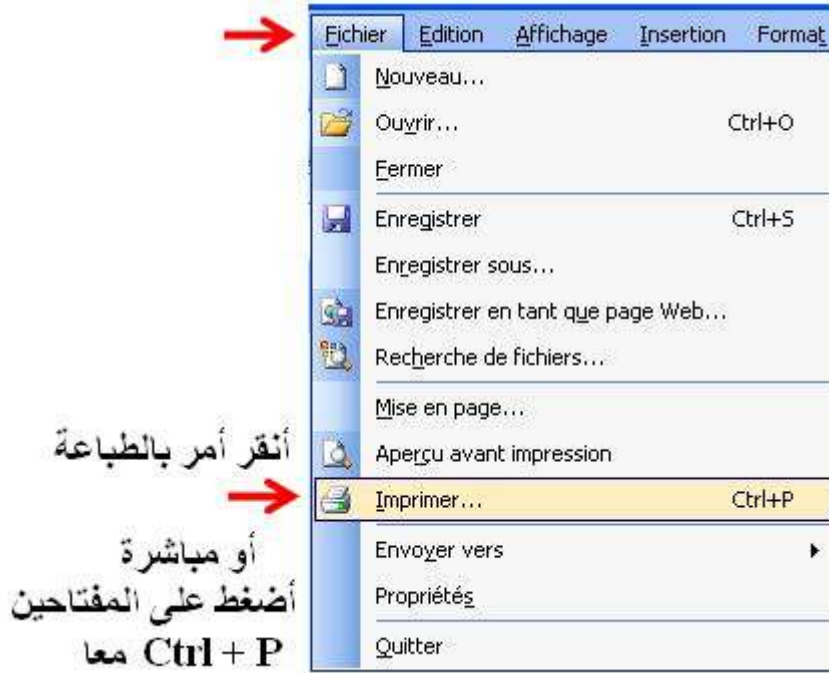 Fichier Edition Affichage Insertion Format
Nouveau...
Ouvrir... Ctrl+O
Fermer
Enregistrer Ctrl+S
Enregistrer sous...
Enregistrer en tant que page Web...
Recherche de fichiers...
Mise en page...
Aperçu avant impression
Imprimer... Ctrl+P
Envoyer vers
Propriétés
Quitter
أنقر أمر بالطباعة
أو مباشرة
أضغط على المفتاحين
Ctrl + P معا